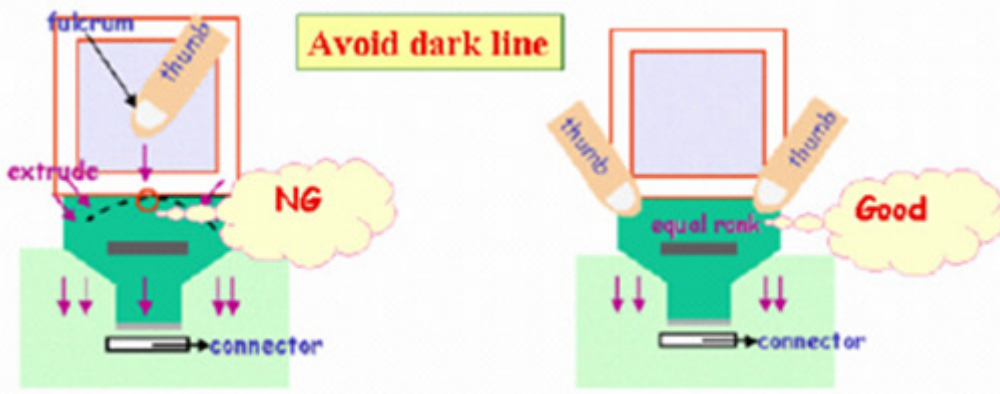 fulcrum
thumb
Avoid dark line
extrude
NG
connector
thumb
thumb
equal rank
Good
connector